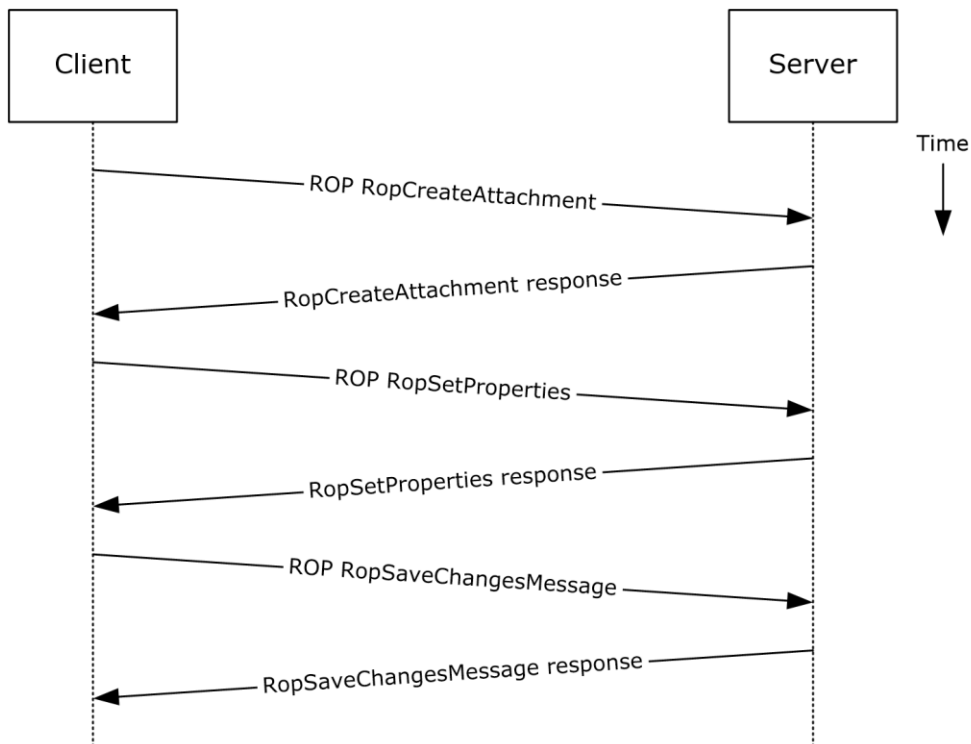 Client
Server
Time
ROP RopCreateAttachment
RopCreateAttachment response
ROP RopSetProperties
RopSetProperties response
ROP RopSaveChangesMessage
RopSaveChangesMessage response